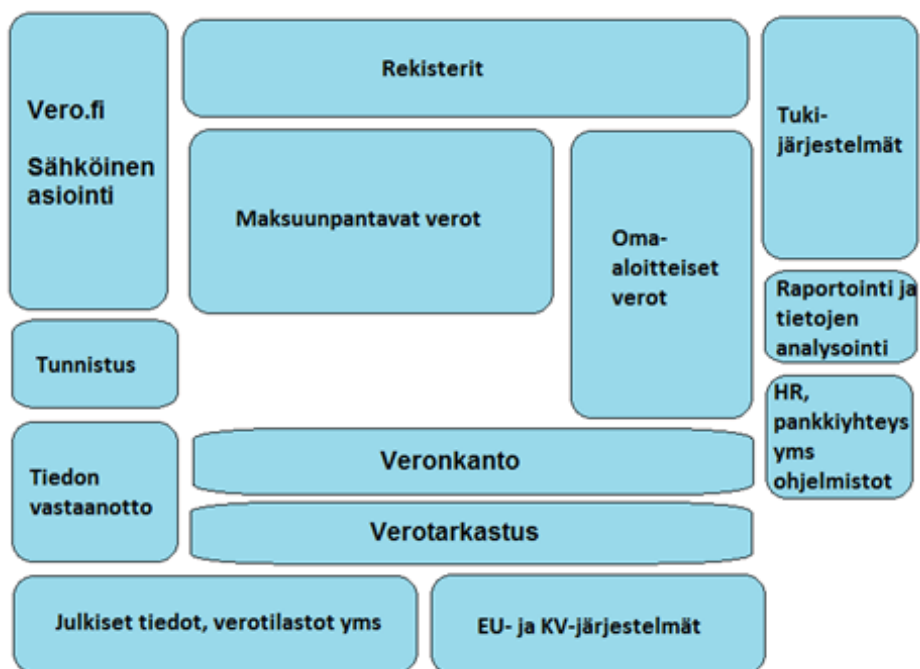 Vero.fi
Sähköinen
asiointi
Tunnistus
Tiedon
vastaanotto
Rekisterit
Maksuunpantavat verot
Oma-
aloitteiset
verot
Veronkanto
Verotarkastus
Tuki-
järjestelmät
Raportointi ja
tietojen
analysointi
HR,
pankkiyhteys
yms
ohjelmistot
Julkiset tiedot, verotilastot yms
EU- ja KV-järjestelmät